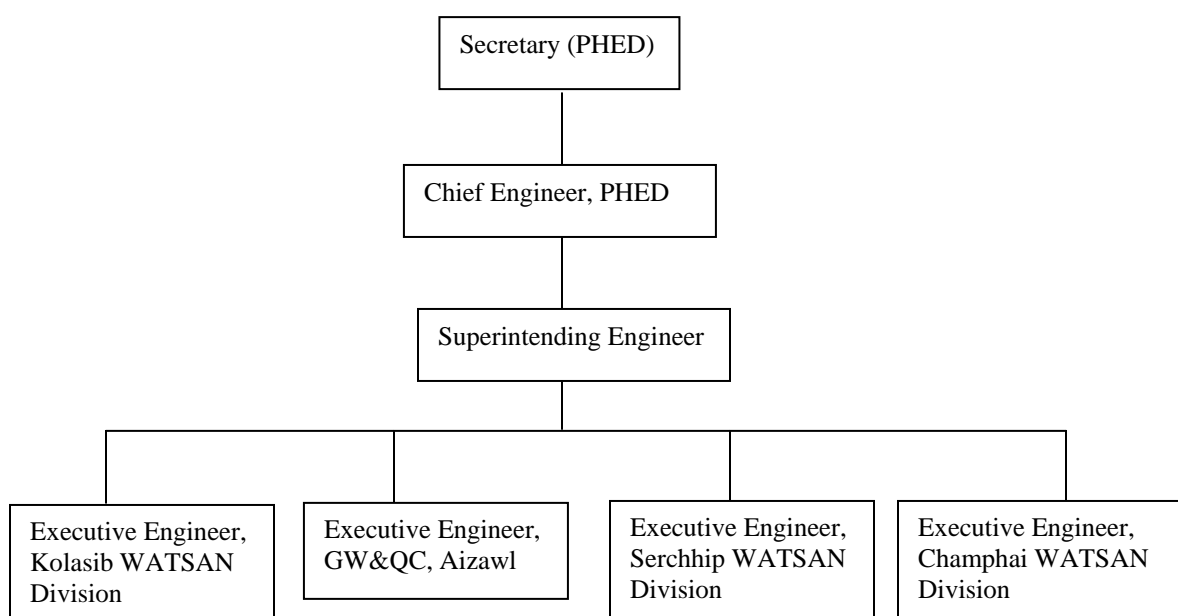 Secretary (PHED)
Chief Engineer, PHED
Superintending Engineer
Executive Engineer,
Kolasib WATSAN
Division
Executive Engineer,
GW&QC, Aizawl
Executive Engineer,
Serchhip WATSAN
Division
Executive Engineer,
Champhai WATSAN
Division